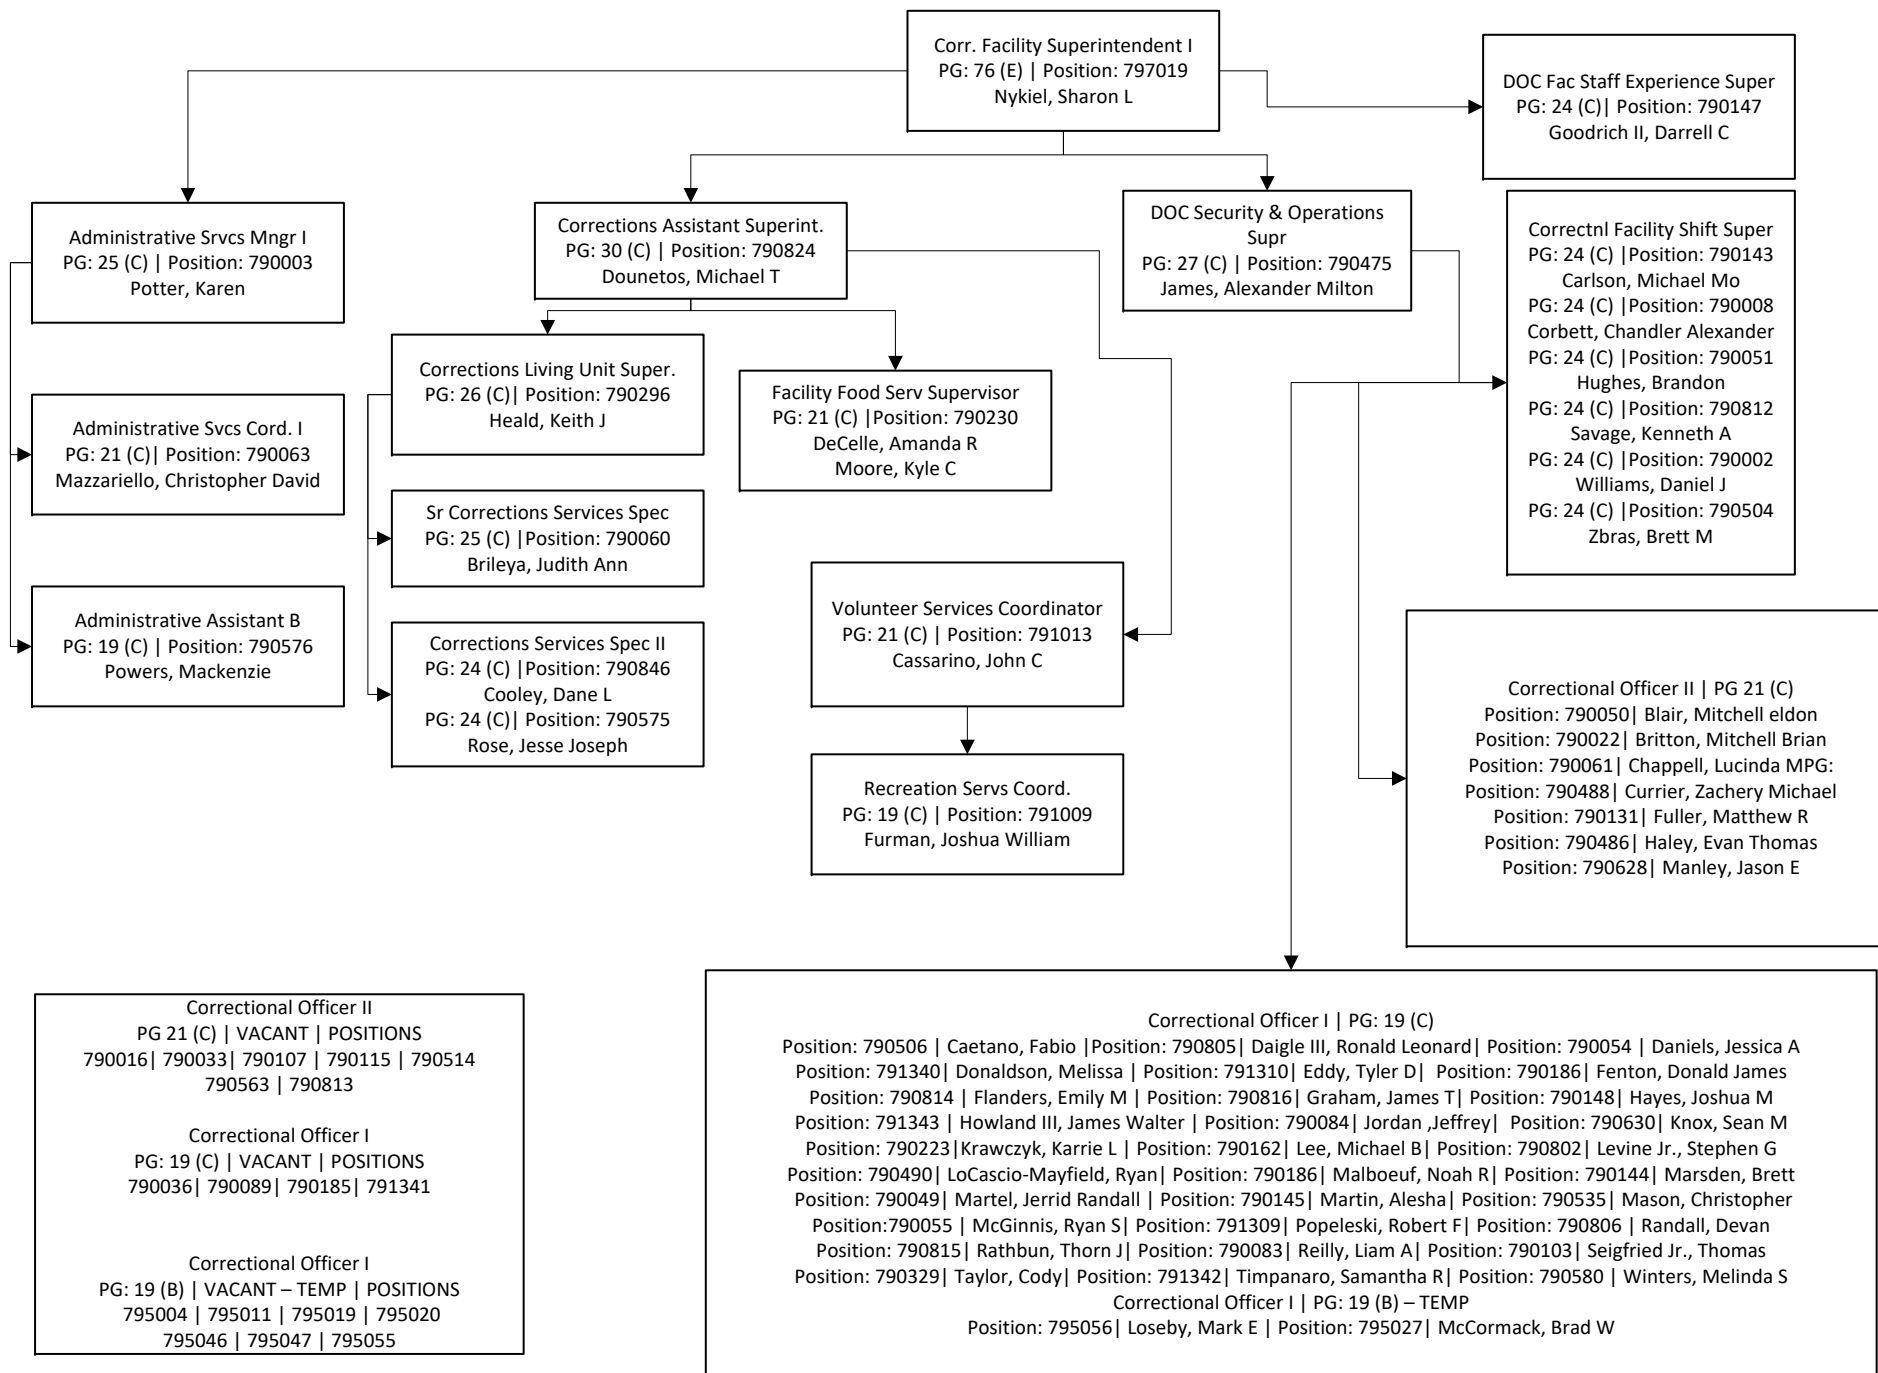 Corr. Facility Superintendent I
PG: 76 (E) | Position: 797019
Nykiel, Sharon L
DOC Fac Staff Experience Super
PG: 24 (C)| Position: 790147
Goodrich II, Darrell C
Administrative Srvcs Mngr I
PG: 25 (C) | Position: 790003
Potter, Karen
Corrections Assistant Superint.
PG: 30 (C) | Position: 790824
Dounetos, Michael T
DOC Security & Operations
Supr
PG: 27 (C) | Position: 790475
James, Alexander Milton
Correctnl Facility Shift Super
PG: 24 (C) |Position: 790143
Carlson, Michael Mo
PG: 24 (C) |Position: 790008
Corbett, Chandler Alexander
PG: 24 (C) |Position: 790051
Hughes, Brandon
PG: 24 (C) |Position: 790812
Savage, Kenneth A
PG: 24 (C) |Position: 790002
Williams, Daniel J
PG: 24 (C) |Position: 790504
Zbras, Brett M
Corrections Living Unit Super.
PG: 26 (C)| Position: 790296
Heald, Keith J
Facility Food Serv Supervisor
PG: 21 (C) |Position: 790230
DeCelle, Amanda R
Moore, Kyle C
Administrative Svcs Cord. I
PG: 21 (C)| Position: 790063
Mazzariello, Christopher David
Sr Corrections Services Spec
PG: 25 (C) |Position: 790060
Brileya, Judith Ann
Administrative Assistant B
PG: 19 (C) | Position: 790576
Powers, Mackenzie
Corrections Services Spec II
PG: 24 (C) |Position: 790846
Cooley, Dane L
PG: 24 (C)| Position: 790575
Rose, Jesse Joseph
Volunteer Services Coordinator
PG: 21 (C) | Position: 791013
Cassarino, John C
Recreation Servs Coord.
PG: 19 (C) | Position: 791009
Furman, Joshua William
Correctional Officer II | PG 21 (C)
Position: 790050| Blair, Mitchell eldon
Position: 790022| Britton, Mitchell Brian
Position: 790061| Chappell, Lucinda MPG:
Position: 790488| Currier, Zachery Michael
Position: 790131| Fuller, Matthew R
Position: 790486| Haley, Evan Thomas
Position: 790628| Manley, Jason E
Correctional Officer II
PG 21 (C) | VACANT | POSITIONS
790016| 790033| 790107 | 790115 | 790514
790563 | 790813
Correctional Officer I
PG: 19 (C) | VACANT | POSITIONS
790036| 790089| 790185| 791341
Correctional Officer I
PG: 19 (B) | VACANT – TEMP | POSITIONS
795004 | 795011 | 795019 | 795020
795046 | 795047 | 795055
Correctional Officer I | PG: 19 (C)
Position: 790506 | Caetano, Fabio |Position: 790805| Daigle III, Ronald Leonard| Position: 790054 | Daniels, Jessica A
Position: 791340| Donaldson, Melissa | Position: 791310| Eddy, Tyler D| Position: 790186| Fenton, Donald James
Position: 790814 | Flanders, Emily M | Position: 790816| Graham, James T| Position: 790148| Hayes, Joshua M
Position: 791343 | Howland III, James Walter | Position: 790084| Jordan ,Jeffrey| Position: 790630| Knox, Sean M
Position: 790223|Krawczyk, Karrie L | Position: 790162| Lee, Michael B| Position: 790802| Levine Jr., Stephen G
Position: 790490| LoCascio-Mayfield, Ryan| Position: 790186| Malboeuf, Noah R| Position: 790144| Marsden, Brett
Position: 790049| Martel, Jerrid Randall | Position: 790145| Martin, Alesha| Position: 790535| Mason, Christopher
Position:790055 | McGinnis, Ryan S| Position: 791309| Popeleski, Robert F| Position: 790806 | Randall, Devan
Position: 790815| Rathbun, Thorn J| Position: 790083| Reilly, Liam A| Position: 790103| Seigfried Jr., Thomas
Position: 790329| Taylor, Cody| Position: 791342| Timpanaro, Samantha R| Position: 790580 | Winters, Melinda S
Correctional Officer I | PG: 19 (B) – TEMP
Position: 795056| Loseby, Mark E | Position: 795027| McCormack, Brad W